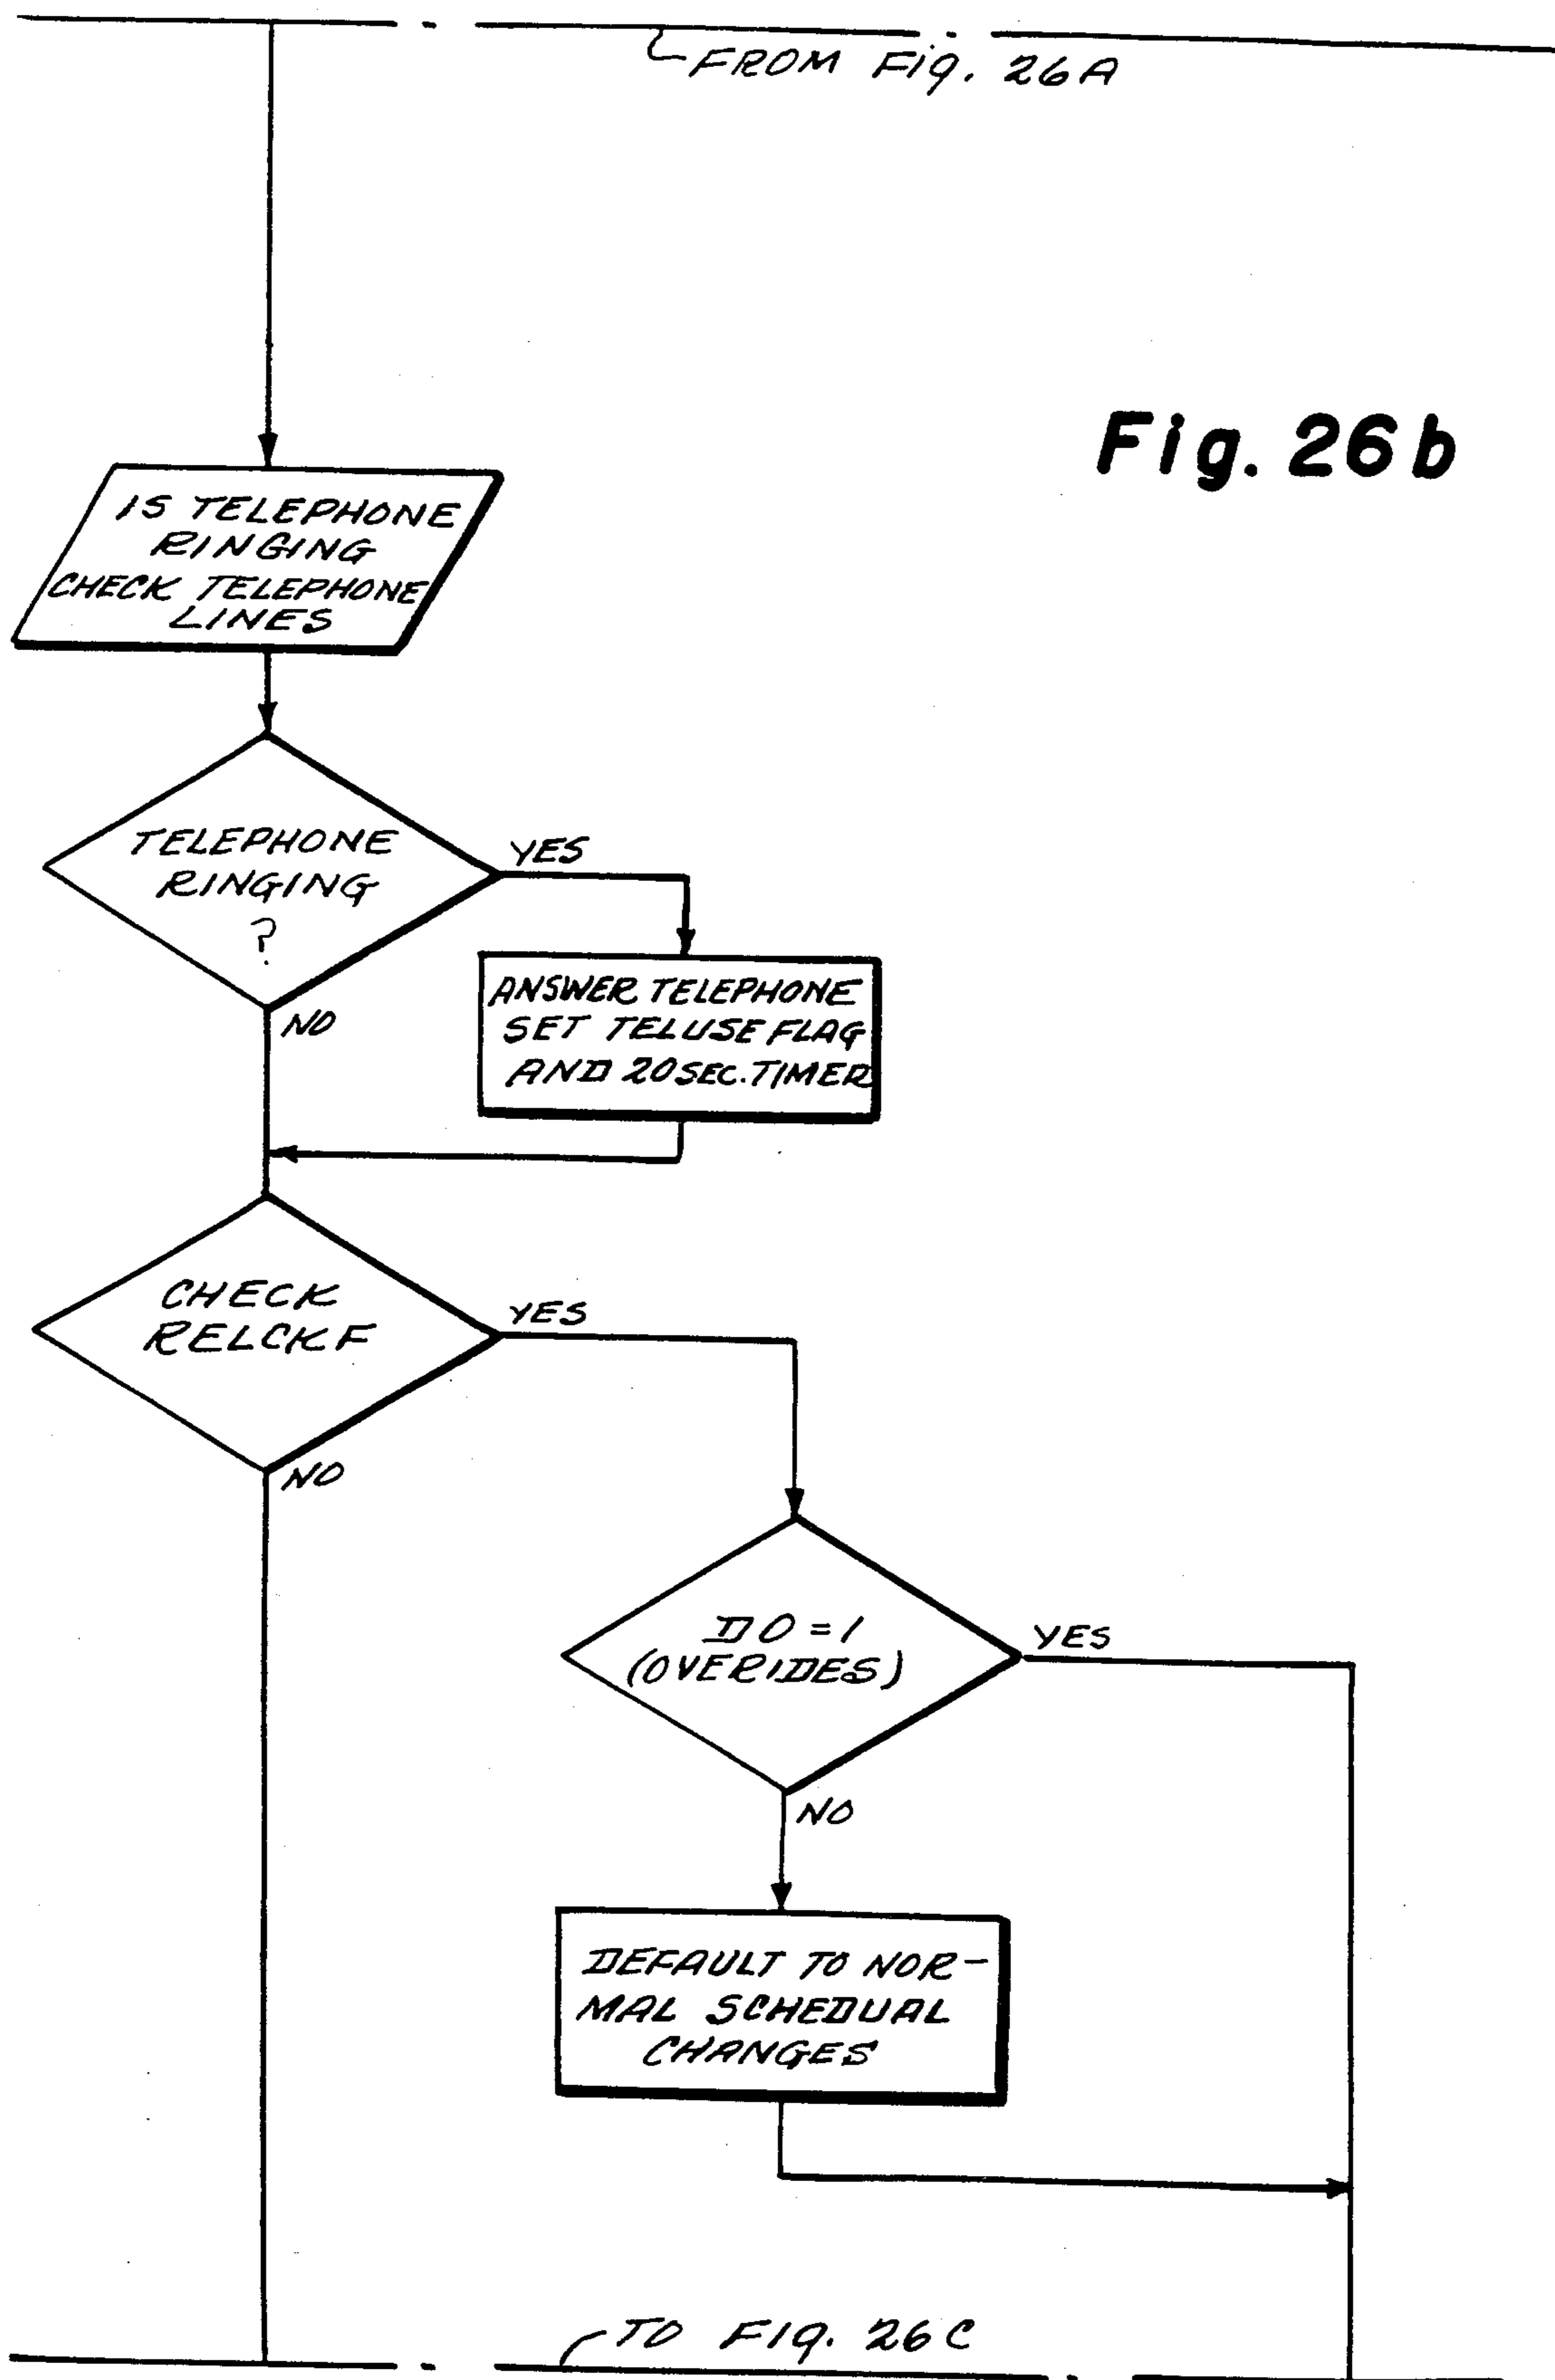 FROM Fig. 26A
Fig. 26b
IS TELEPHONE
RINGING
CHECK TELEPHONE
LINES
TELEPHONE
RINGING
?
YES
NO
ANSWER TELEPHONE
SET TELUSE FLAG
AND 20SEC. TIMER
CHECK
RELCKF
YES
NO
DO = 1
(OVERIDES)
YES
NO
DEFAULT TO NOR-
MAL SCHEDUAL
CHANGES
TO FIG. 26C